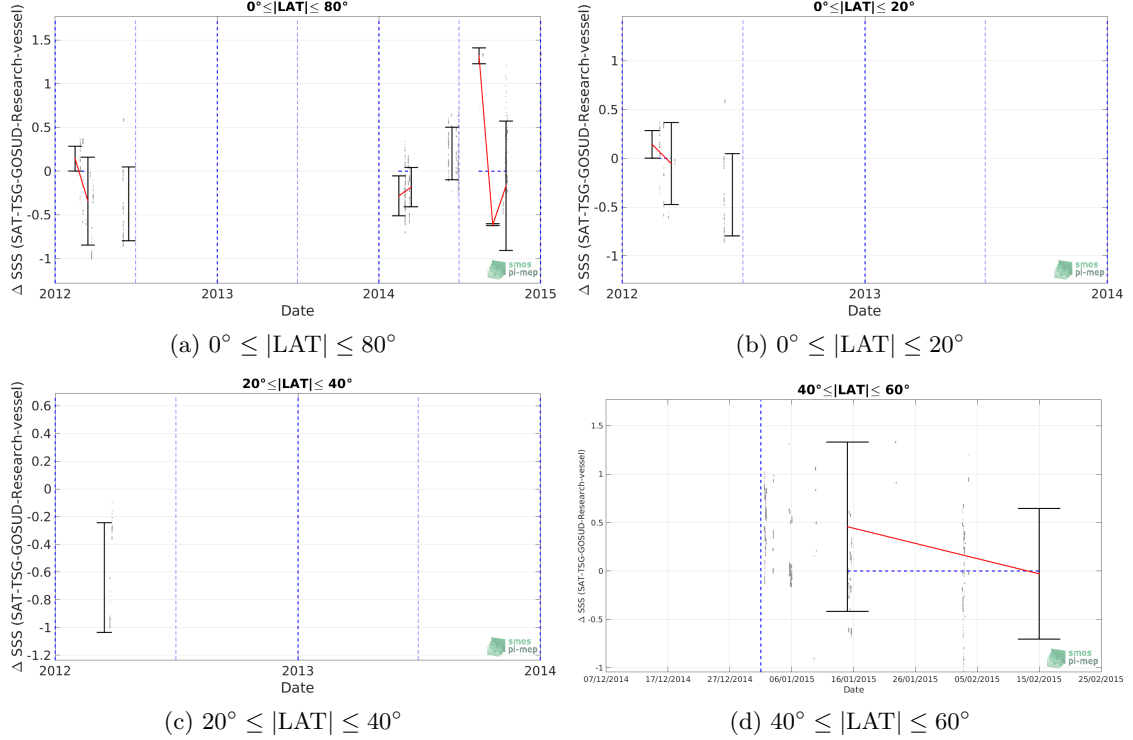 0°≤|LAT|≤ 80°
Δ SSS (SAT-TSG-GOSUD-Research-vessel)
1.5
1
0.5
0
-0.5
-1
2012 2013 2014 2015
Date
smos
pi-mep
(a) 0° ≤ |LAT| ≤ 80°
0°≤|LAT|≤ 20°
Δ SSS (SAT-TSG-GOSUD-Research-vessel)
1
0.5
0
-0.5
-1
2012 2013 2014
Date
smos
pi-mep
(b) 0° ≤ |LAT| ≤ 20°
20°≤|LAT|≤ 40°
Δ SSS (SAT-TSG-GOSUD-Research-vessel)
0.6
0.4
0.2
0
-0.2
-0.4
-0.6
-0.8
-1
-1.2
2012 2013 2014
Date
smos
pi-mep
(c) 20° ≤ |LAT| ≤ 40°
40°≤|LAT|≤ 60°
Δ SSS (SAT-TSG-GOSUD-Research-vessel)
1.5
1
0.5
0
-0.5
-1
07/12/2014 17/12/2014 27/12/2014 06/01/2015 16/01/2015 26/01/2015 05/02/2015 15/02/2015 25/02/2015
Date
smos
pi-mep
(d) 40° ≤ |LAT| ≤ 60°